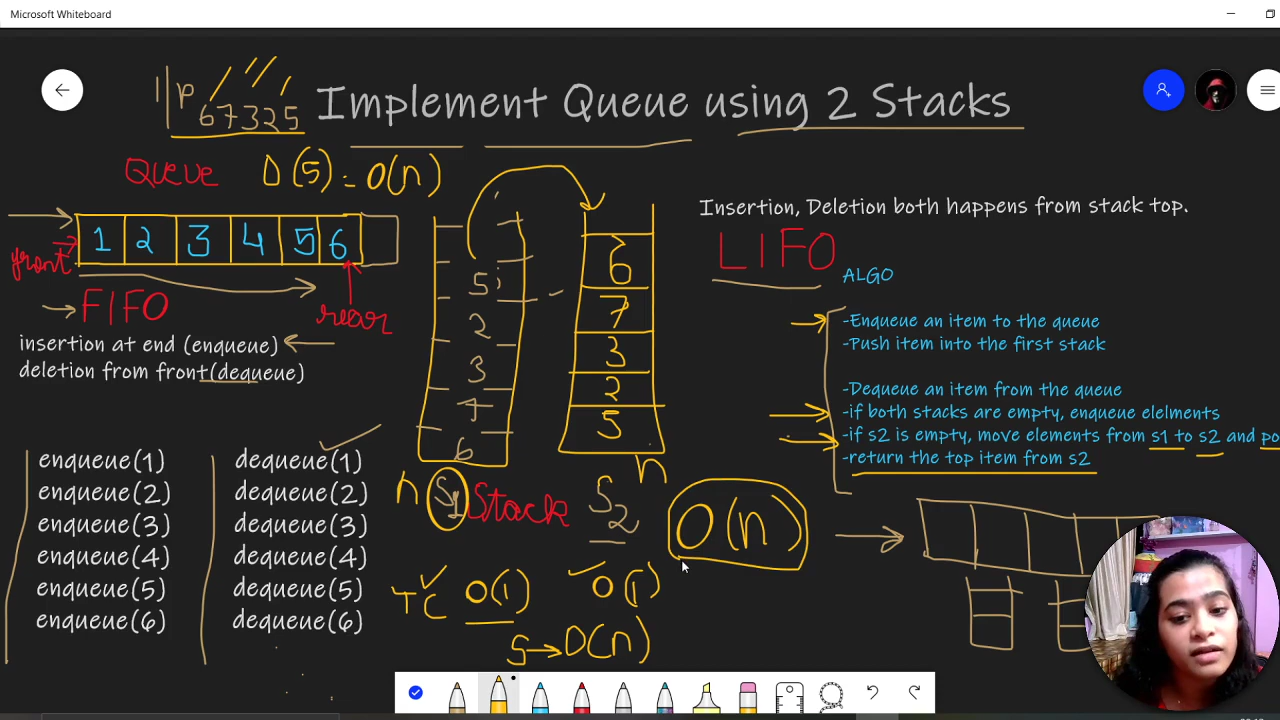 Microsoft Whiteboard
i/p 67325
Implement Queue using 2 Stacks
Queue O(5) = O(n)
1 2 3 4 5 6
front
FIFO
rear
insertion at end (enqueue)
deletion from front(dequeue)
enqueue(1) dequeue(1)
enqueue(2) dequeue(2)
enqueue(3) dequeue(3)
enqueue(4) dequeue(4)
enqueue(5) dequeue(5)
enqueue(6) dequeue(6)
5
2
3
7
6
6
7
3
2
5
n S1 Stack S2 n
O(n)
TC O(1) O(1)
S→O(n)
Insertion, Deletion both happens from stack top.
LIFO
ALGO
-Enqueue an item to the queue
-Push item into the first stack
-Dequeue an item from the queue
-if both stacks are empty, enqueue elelments
-if s2 is empty, move elements from s1 to s2 and po
-return the top item from s2